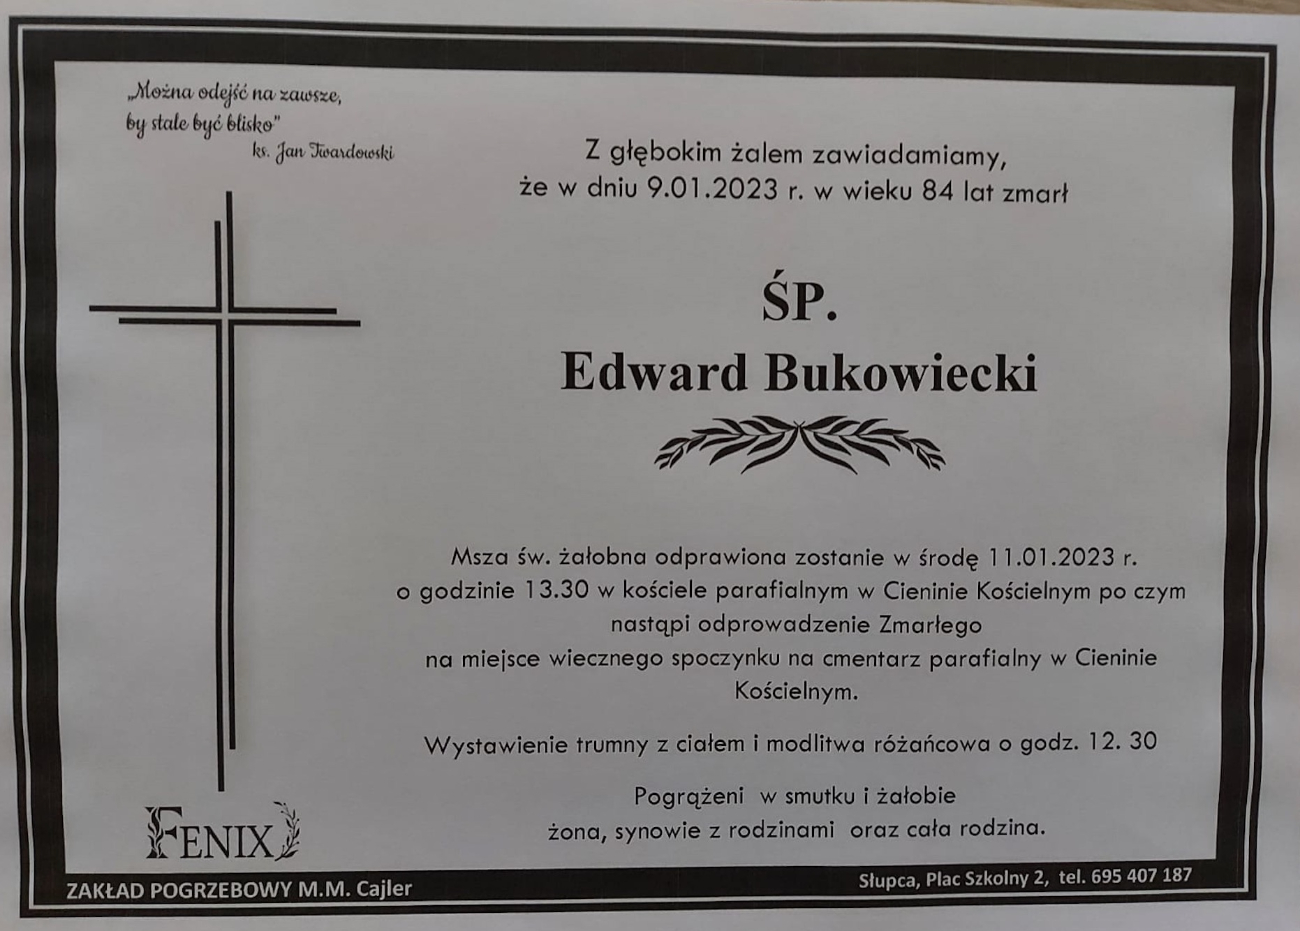 „Można odejść na zawsze,
by stale być blisko"
ks. Jan Twardowski
Z głębokim żalem zawiadamiamy,
że w dniu 9.01.2023 r. w wieku 84 lat zmarł
ŚP.
Edward Bukowiecki
Msza św. żałobna odprawiona zostanie w środę 11.01.2023 r.
o godzinie 13.30 w kościele parafialnym w Cieninie Kościelnym po czym
nastąpi odprowadzenie Zmarłego
na miejsce wiecznego spoczynku na cmentarz parafialny w Cieninie
Kościelnym.
Wystawienie trumny z ciałem i modlitwa różańcowa o godz. 12. 30
Pogrążeni w smutku i żałobie
żona, synowie z rodzinami oraz cała rodzina.
FENIX
ZAKŁAD POGRZEBOWY M.M. Cajler
Słupca, Plac Szkolny 2, tel. 695 407 187